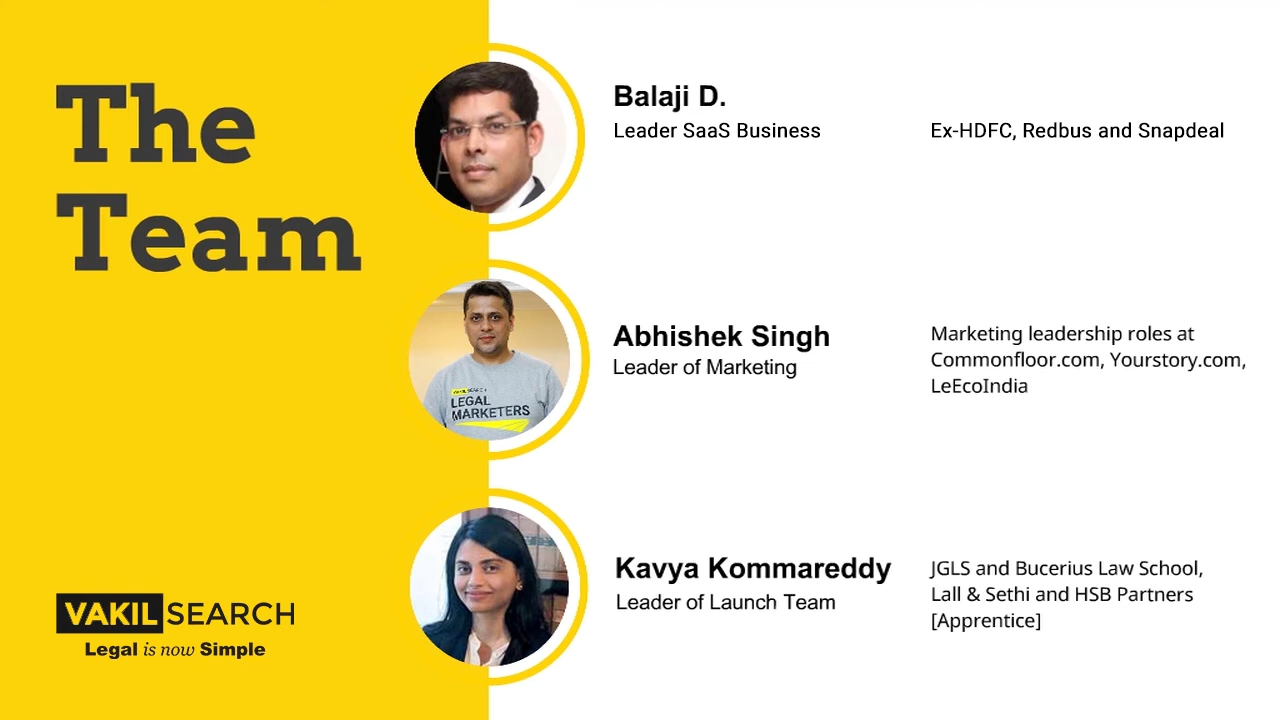 The
Team
Balaji D.
Leader SaaS Business
Ex-HDFC, Redbus and Snapdeal
VAKILSEARCH
LEGAL
MARKETERS
Abhishek Singh
Leader of Marketing
Marketing leadership roles at
Commonfloor.com, Yourstory.com,
LeEcoIndia
Kavya Kommareddy
Leader of Launch Team
JGLS and Bucerius Law School,
Lall & Sethi and HSB Partners
[Apprentice]
VAKILSEARCH
Legal is now Simple